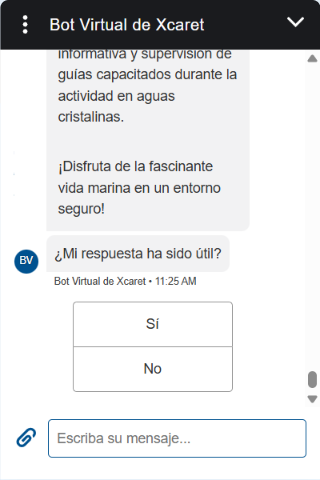 Bot Virtual de Xcaret
informativa y supervisión de
guías capacitados durante la
actividad en aguas
cristalinas.
¡Disfruta de la fascinante
vida marina en un entorno
seguro!
¿Mi respuesta ha sido útil?
BV
Bot Virtual de Xcaret • 11:25 AM
Sí
No
Escriba su mensaje...